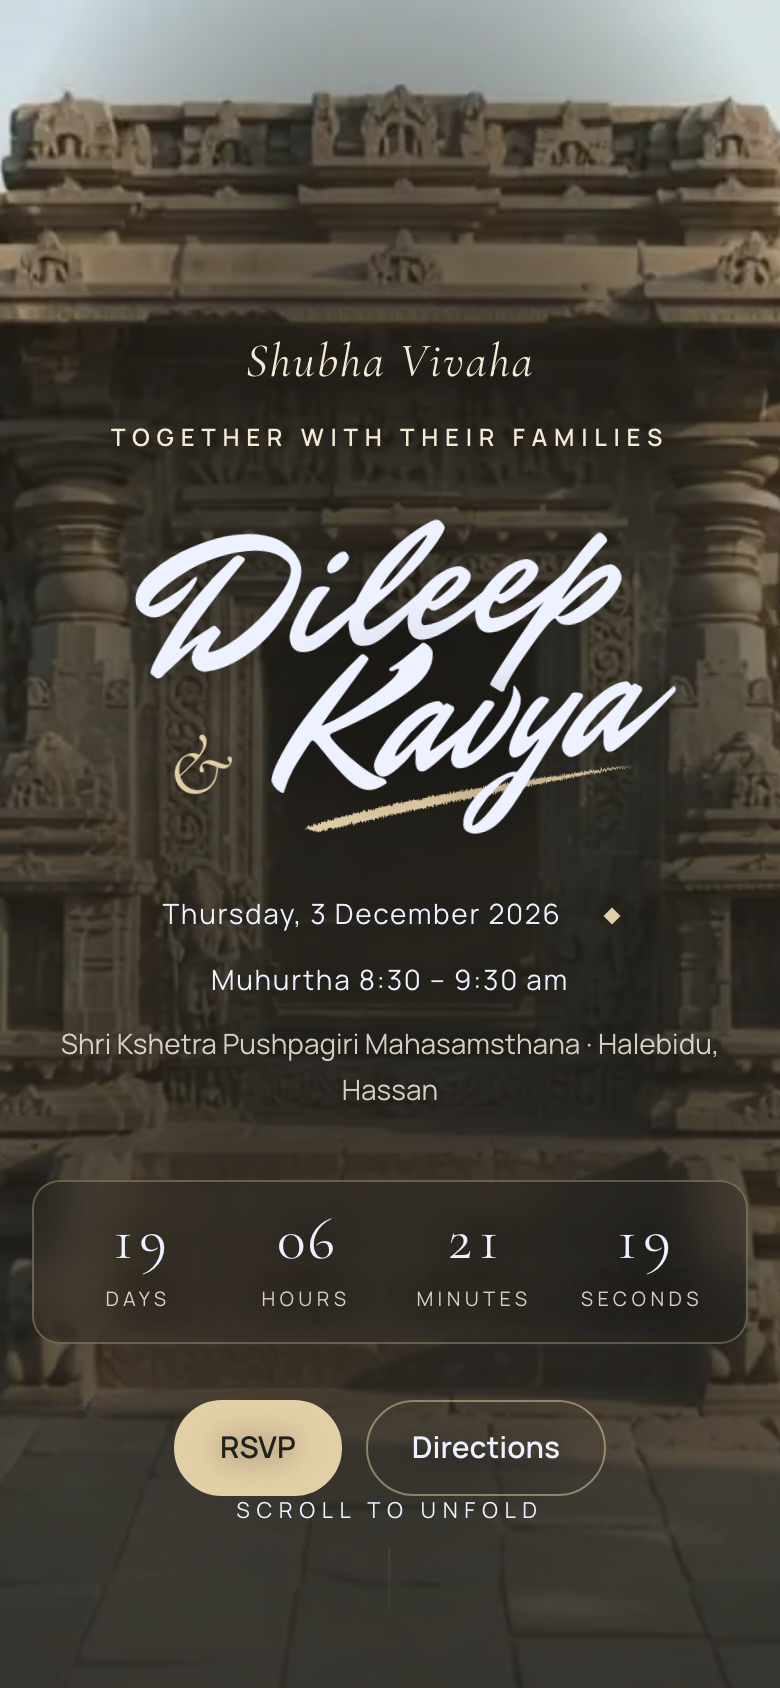 Shubha Vivaha
TOGETHER WITH THEIR FAMILIES
Dileep
& Kavya
Thursday, 3 December 2026 ◆
Muhurtha 8:30 – 9:30 am
Shri Kshetra Pushpagiri Mahasamsthana · Halebidu,
Hassan
19 06 21 19
DAYS HOURS MINUTES SECONDS
RSVP Directions
SCROLL TO UNFOLD